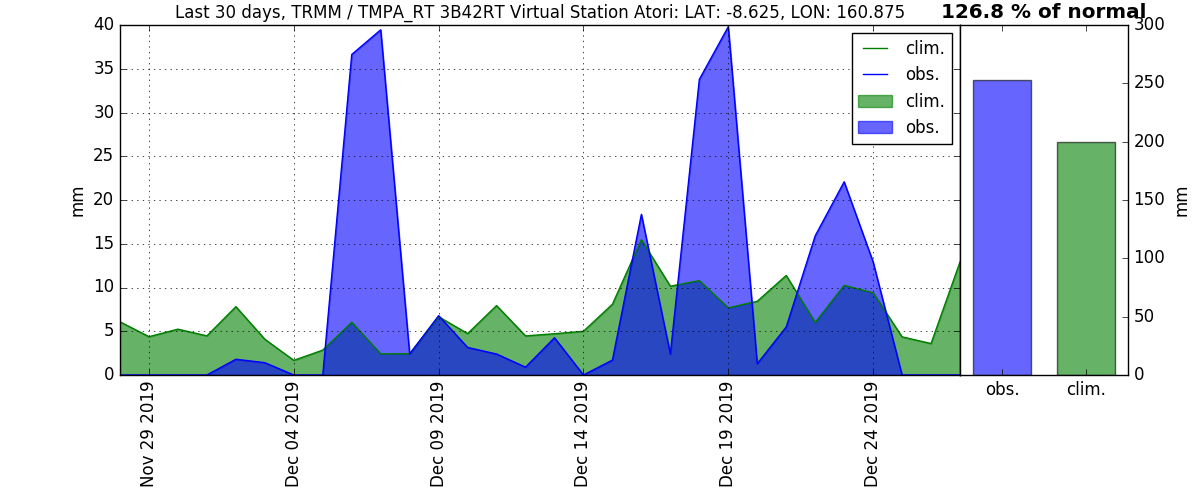 Last 30 days, TRMM / TMPA_RT 3B42RT Virtual Station Atori: LAT: -8.625, LON: 160.875
126.8 % of normal
40
35
30
25
20
15
10
5
0
mm
clim.
obs.
clim.
obs.
Nov 29 2019
Dec 04 2019
Dec 09 2019
Dec 14 2019
Dec 19 2019
Dec 24 2019
300
250
200
150
100
50
0
mm
obs.
clim.